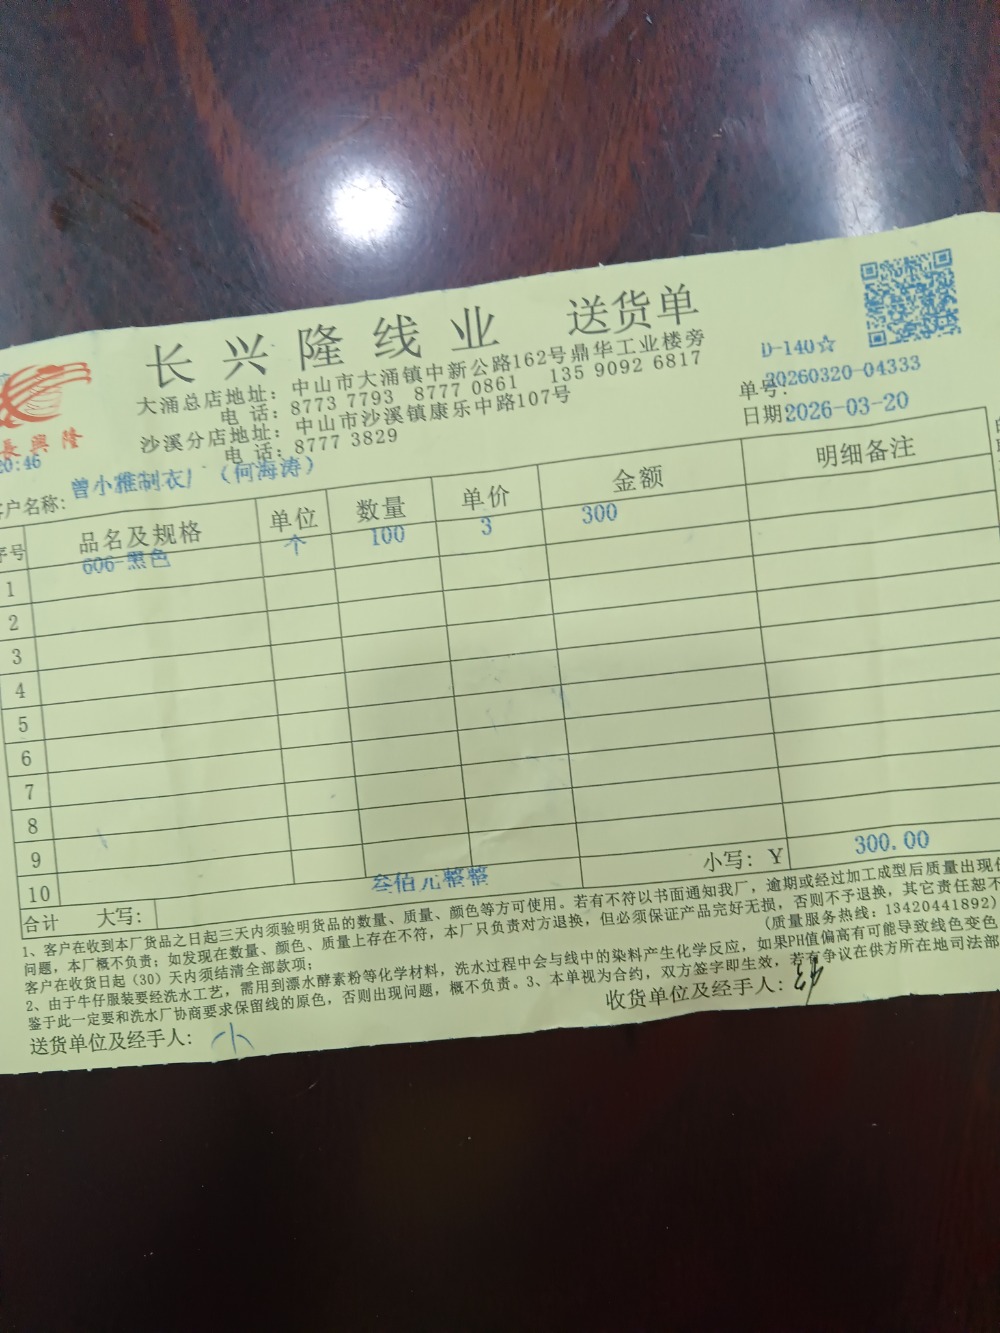 长兴隆线业 送货单
大涌总店地址：中山市大涌镇中新公路162号鼎华工业楼旁
电 话：8773 7793 8777 0861 135 9092 6817
沙溪分店地址：中山市沙溪镇康乐中路107号
电 话：8777 3829
長興隆
20:46
D-140☆
单号：20260320-04333
日期：2026-03-20
客户名称：曾小雅制衣厂（何海涛）
序号 品名及规格 单位 数量 单价 金额 明细备注
1 606-黑色 个 100 3 300
2
3
4
5
6
7
8
9
10
合计 大写： 叁佰元整整 小写：Y 300.00
1、客户在收到本厂货品之日起三天内须验明货品的数量、质量、颜色等方可使用。若有不符以书面通知我厂，逾期或经过加工成型后质量出现任
问题，本厂概不负责；如发现在数量、颜色、质量上存在不符，本厂只负责对方退换，但必须保证产品完好无损，否则不予退换，其它责任恕不
客户在收货日起（30）天内须结清全部款项； （质量服务热线：13420441892）
2、由于牛仔服装要经洗水工艺，需用到漂水酵素粉等化学材料，洗水过程中会与线中的染料产生化学反应，如果PH值偏高有可能导致线色变色
鉴于此一定要和洗水厂协商要求保留线的原色，否则出现问题，概不负责。3、本单视为合约，双方签字即生效，若有争议在供方所在地司法部
送货单位及经手人：小 收货单位及经手人：